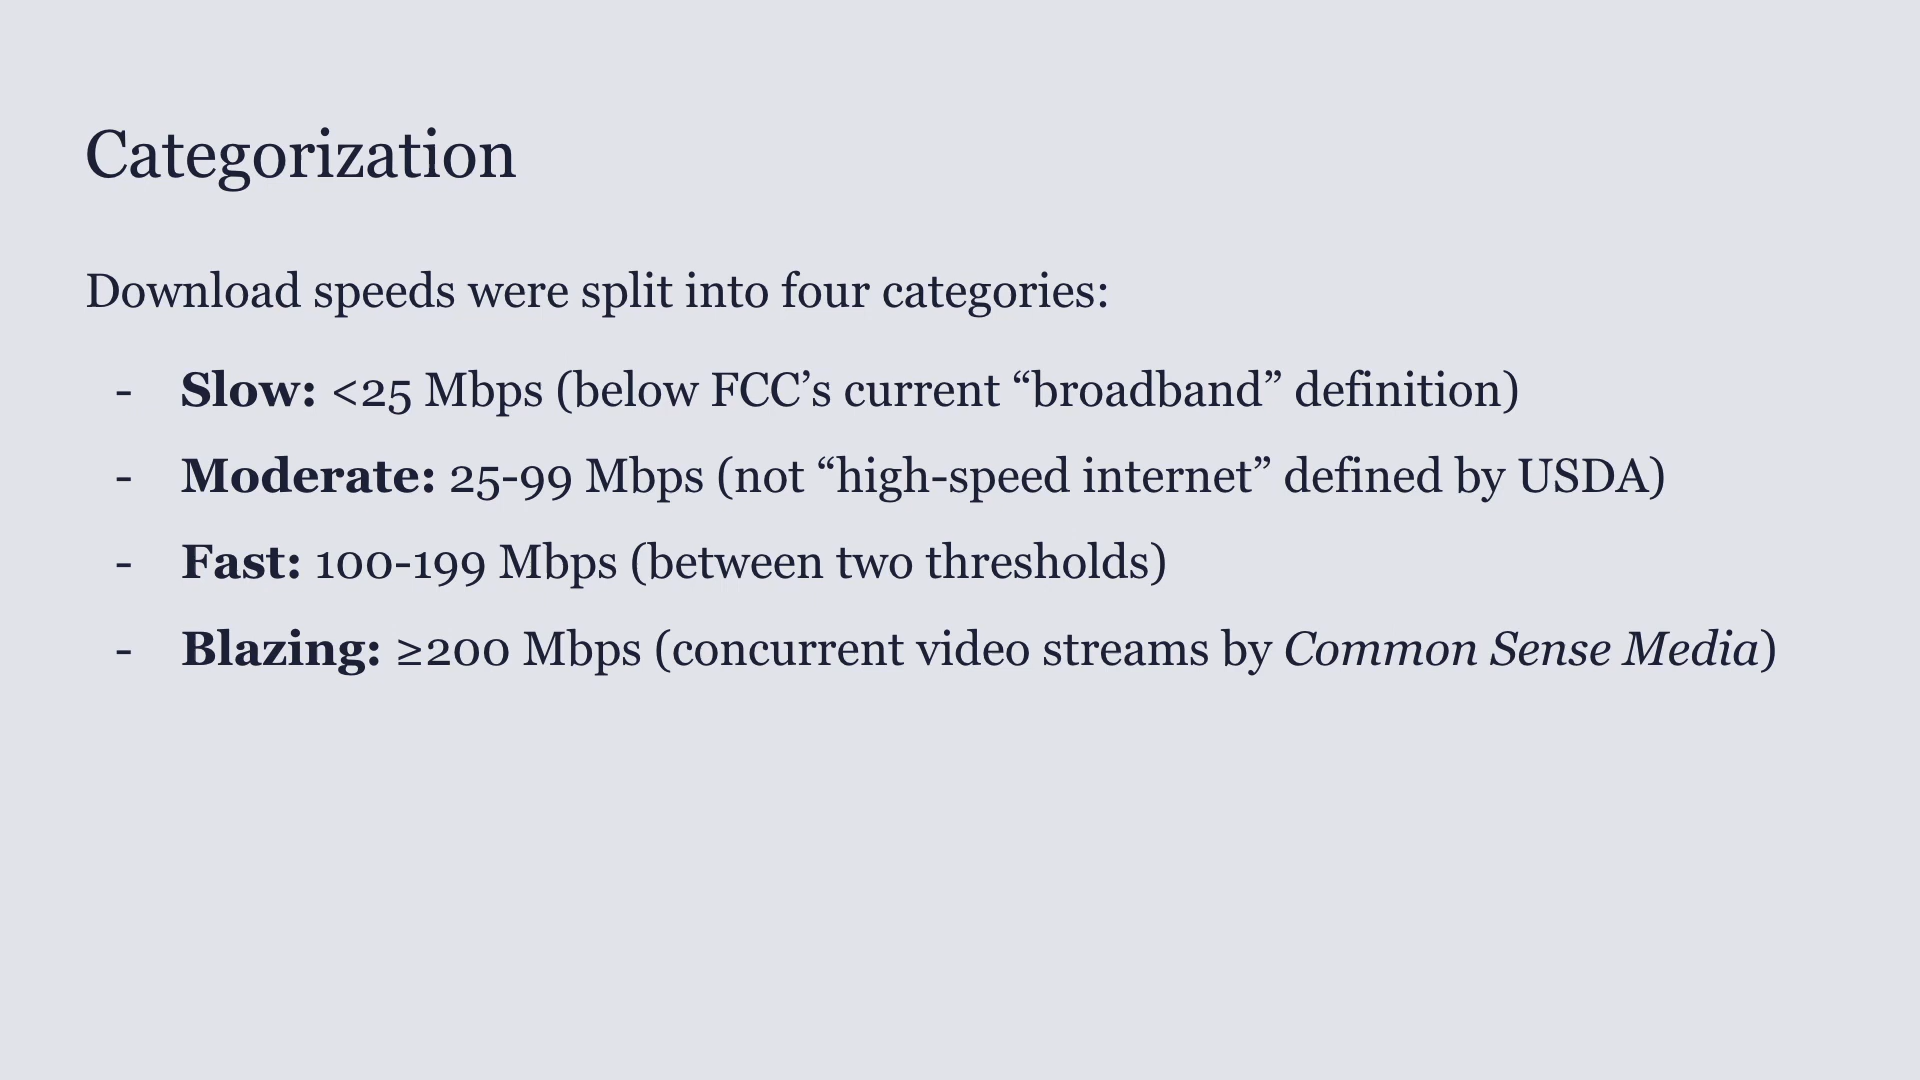 Categorization
Download speeds were split into four categories:
- Slow: <25 Mbps (below FCC’s current “broadband” definition)
- Moderate: 25-99 Mbps (not “high-speed internet” defined by USDA)
- Fast: 100-199 Mbps (between two thresholds)
- Blazing: ≥200 Mbps (concurrent video streams by Common Sense Media)